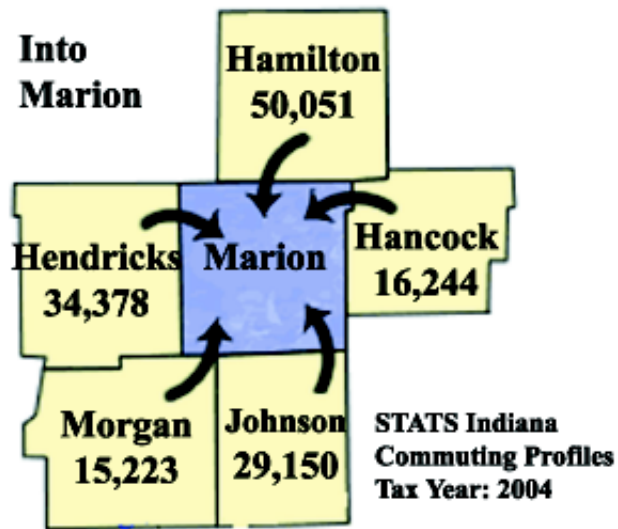 Into
Marion
Hamilton
50,051
Hendricks
34,378
Marion
Hancock
16,244
Morgan
15,223
Johnson
29,150
STATS Indiana
Commuting Profiles
Tax Year: 2004